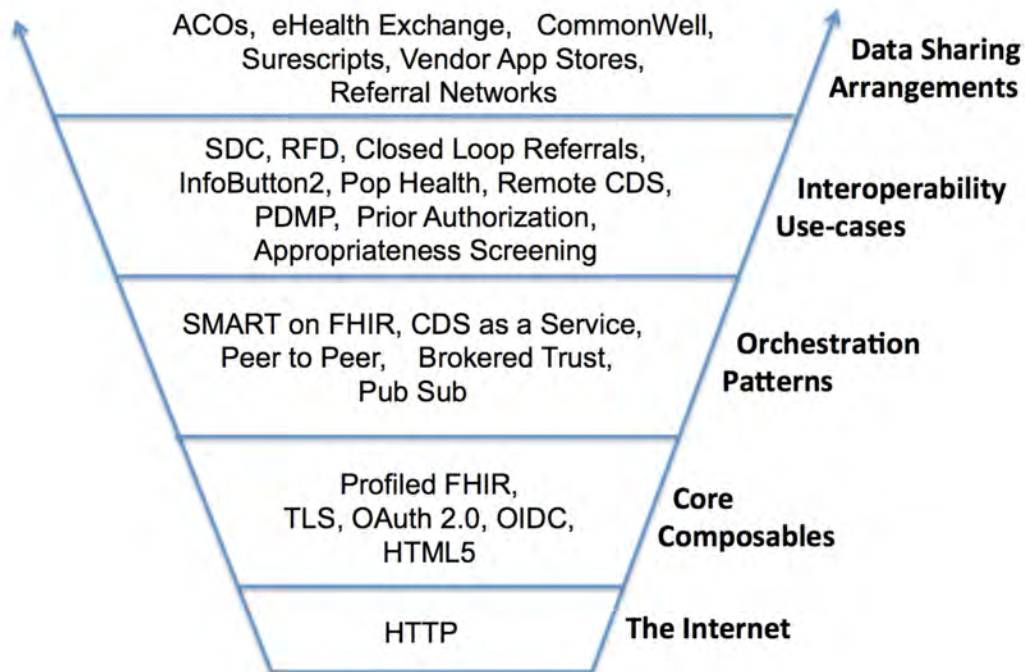 ACOs, eHealth Exchange, CommonWell,
Surescripts, Vendor App Stores,
Referral Networks
Data Sharing
Arrangements
SDC, RFD, Closed Loop Referrals,
InfoButton2, Pop Health, Remote CDS,
PDMP, Prior Authorization,
Appropriateness Screening
Interoperability
Use-cases
SMART on FHIR, CDS as a Service,
Peer to Peer, Brokered Trust,
Pub Sub
Orchestration
Patterns
Profiled FHIR,
TLS, OAuth 2.0, OIDC,
HTML5
Core
Composables
HTTP
The Internet